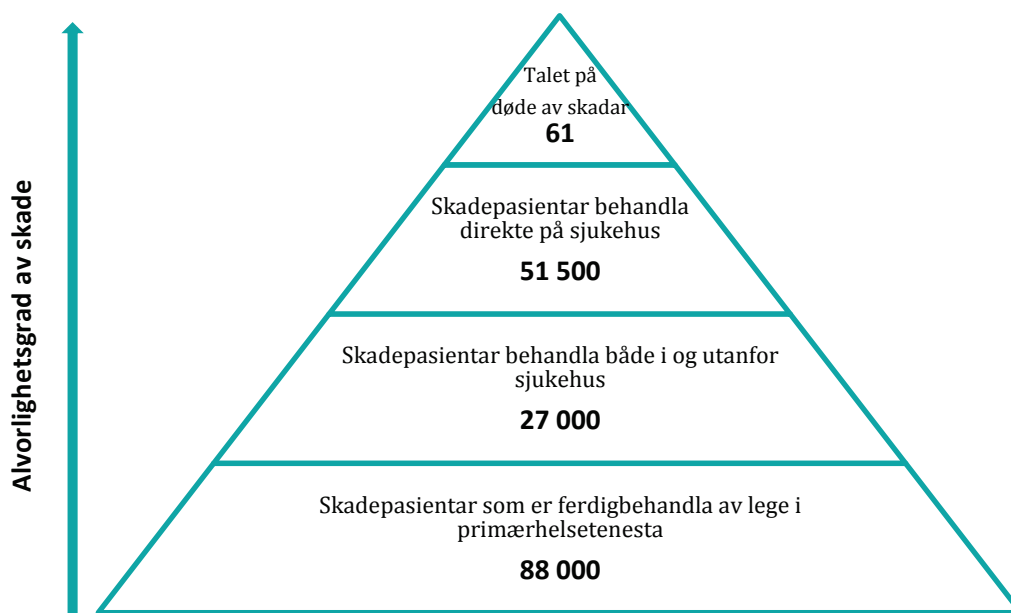 Alvorlighetsgrad av skade
Talet på
døde av skadar
61
Skadepasientar behandla
direkte på sjukehus
51 500
Skadepasientar behandla både i og utanfor
sjukehus
27 000
Skadepasientar som er ferdigbehandla av lege i
primærhelsetenesta
88 000